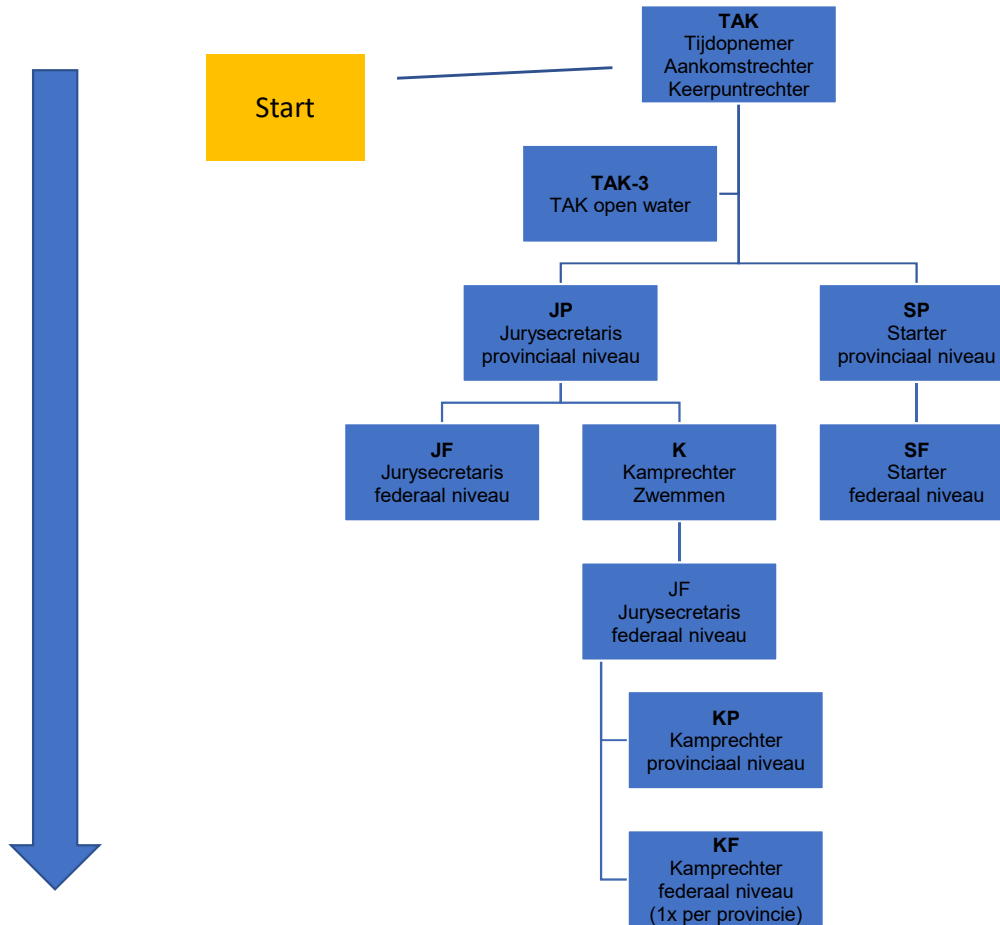 TAK
Tijdopnemer
Aankomstrechter
Keerpuntrechter
Start
TAK-3
TAK open water
JP
Jurysecretaris
provinciaal niveau
SP
Starter
provinciaal niveau
JF
Jurysecretaris
federaal niveau
K
Kamprechter
Zwemmen
SF
Starter
federaal niveau
JF
Jurysecretaris
federaal niveau
KP
Kamprechter
provinciaal niveau
KF
Kamprechter
federaal niveau
(1x per provincie)